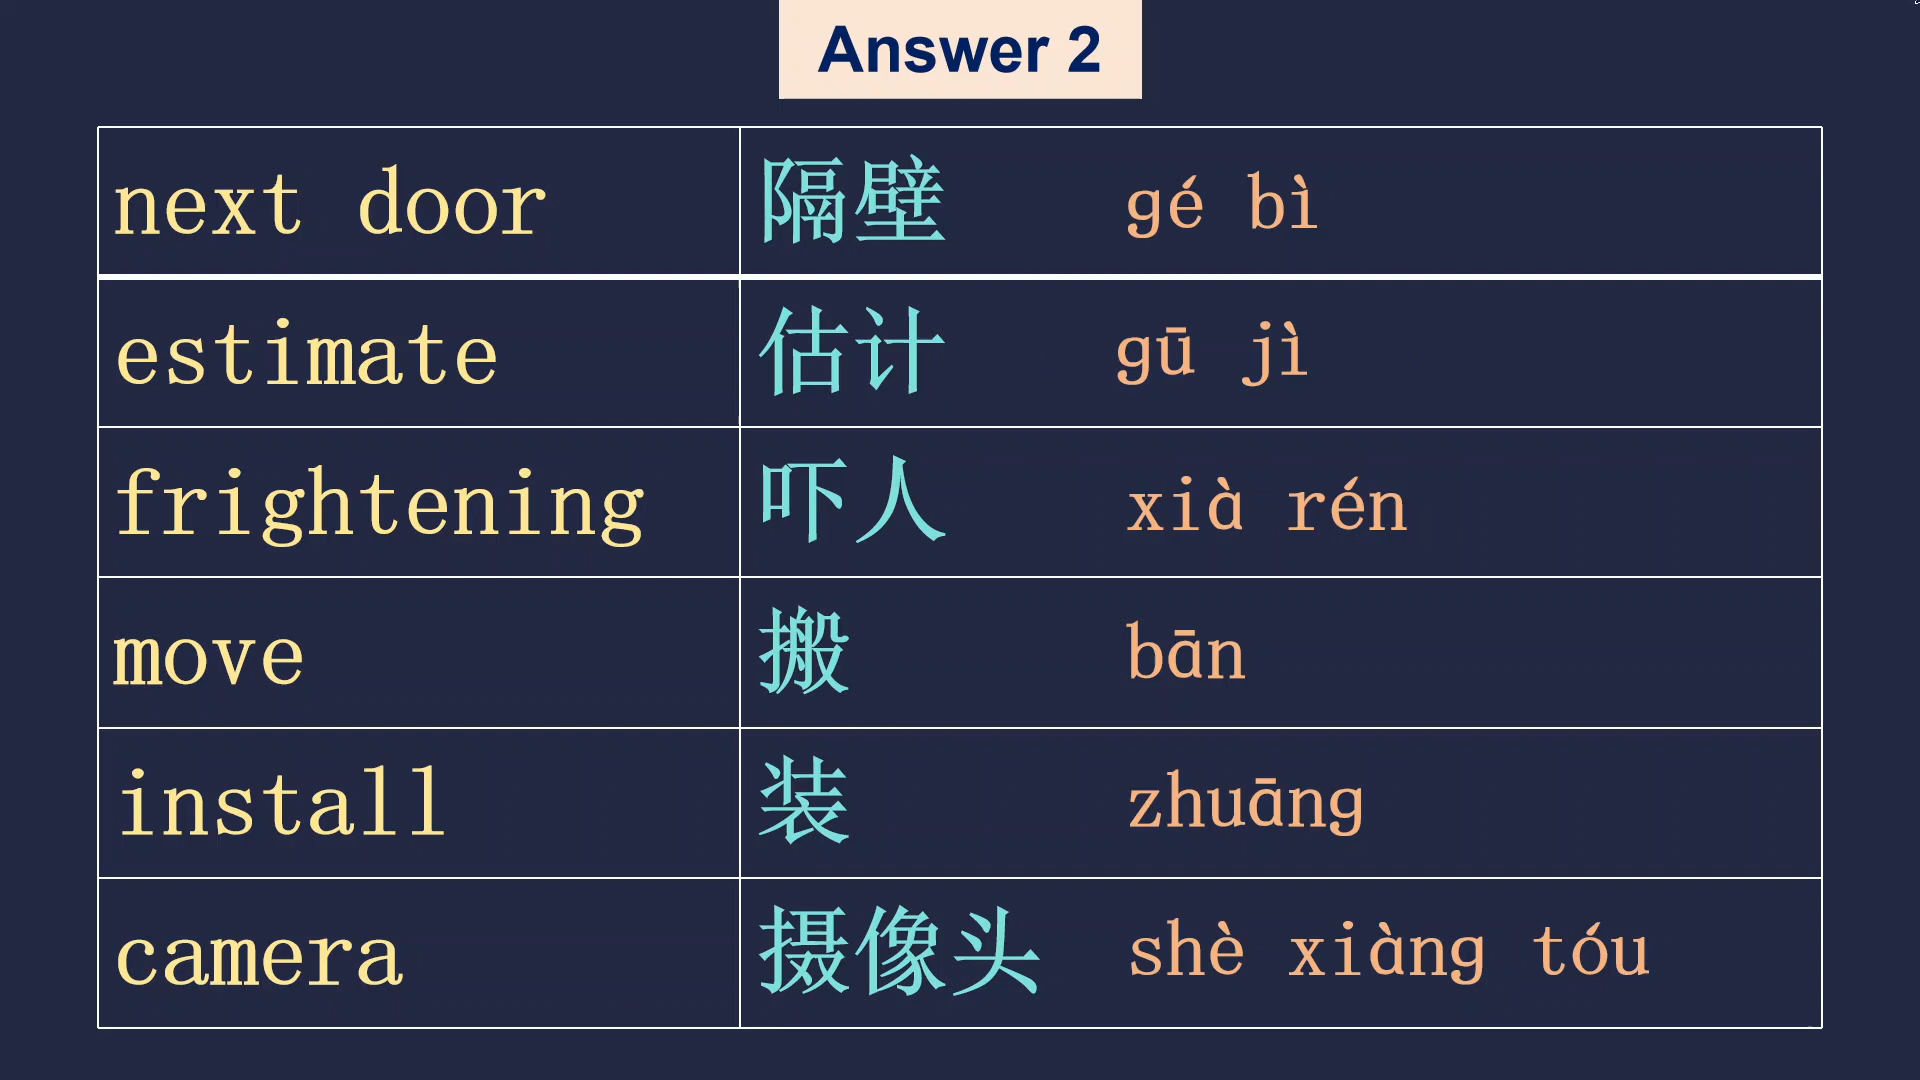 Answer 2
next door 隔壁 gé bì
estimate 估计 gū jì
frightening 吓人 xià rén
move 搬 bān
install 装 zhuāng
camera 摄像头 shè xiàng tóu